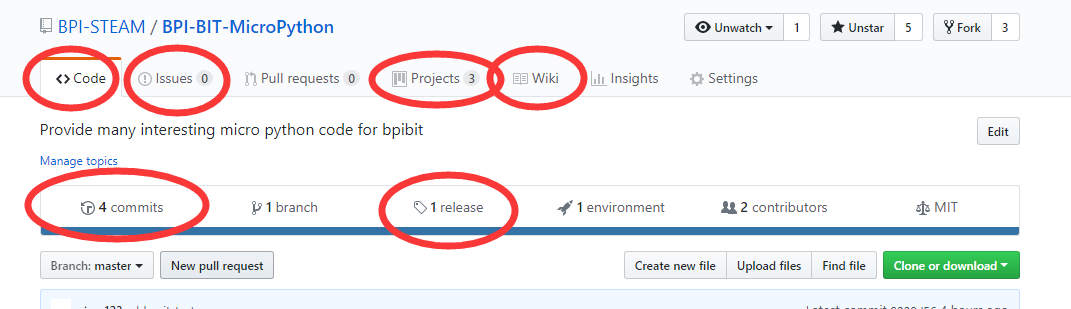 BPI-STEAM / BPI-BIT-MicroPython Unwatch 1 Unstar 5 Fork 3
Code Issues 0 Pull requests 0 Projects 3 Wiki Insights Settings
Provide many interesting micro python code for bpibit Edit
Manage topics
4 commits 1 branch 1 release 1 environment 2 contributors MIT
Branch: master New pull request Create new file Upload files Find file Clone or download
Latest commit